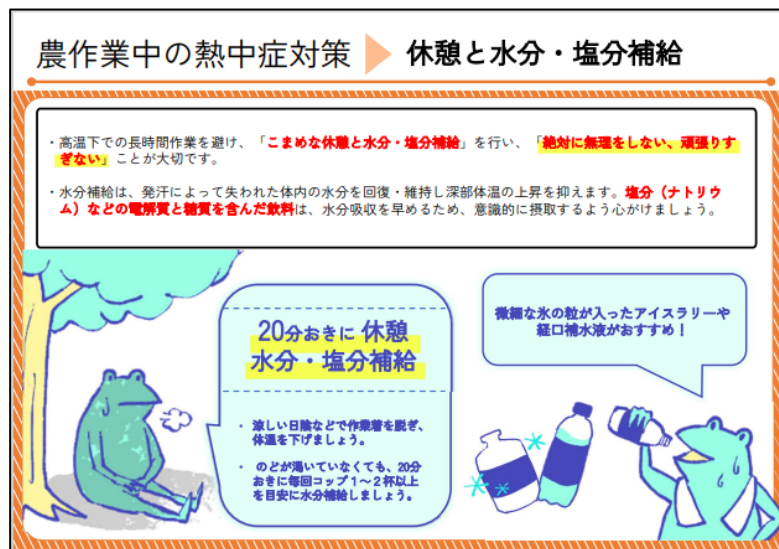 農作業中の熱中症対策 休憩と水分・塩分補給
・高温下での長時間作業を避け、「こまめな休憩と水分・塩分補給」を行い、「絶対に無理をしない、頑張りす
ぎない」ことが大切です。
・水分補給は、発汗によって失われた体内の水分を回復・維持し深部体温の上昇を抑えます。塩分（ナトリウ
ム）などの電解質と糖質を含んだ飲料は、水分吸収を早めるため、意識的に摂取するよう心がけましょう。
20分おきに 休憩
水分・塩分補給
・ 涼しい日陰などで作業着を脱ぎ、
体温を下げましょう。
・ のどが渇いていなくても、20分
おきに毎回コップ１～２杯以上
を目安に水分補給しましょう。
微細な氷の粒が入ったアイスラリーや
経口補水液がおすすめ！